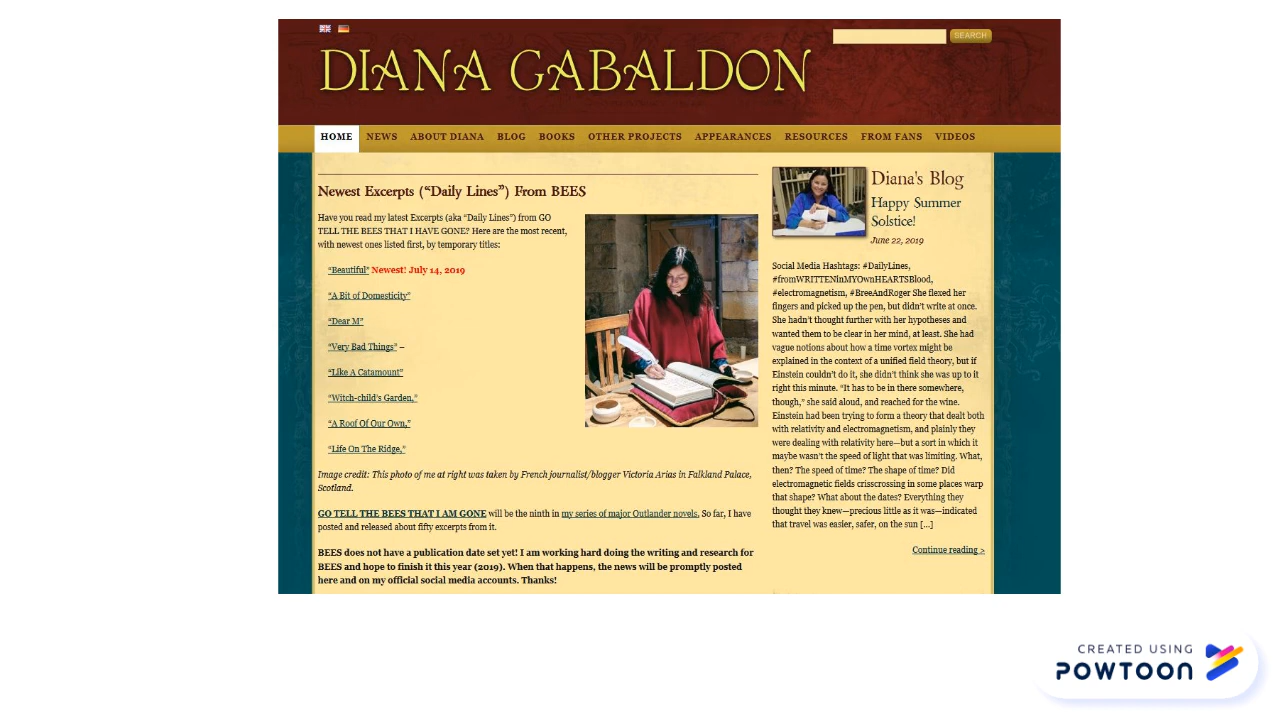 SEARCH
DIANA GABALDON
HOME NEWS ABOUT DIANA BLOG BOOKS OTHER PROJECTS APPEARANCES RESOURCES FROM FANS VIDEOS
Newest Excerpts (“Daily Lines”) From BEES
Have you read my latest Excerpts (aka “Daily Lines”) from GO
TELL THE BEES THAT I HAVE GONE? Here are the most recent,
with newest ones listed first, by temporary titles:
“Beautiful” Newest! July 14, 2019
“A Bit of Domesticity”
“Dear M”
“Very Bad Things” –
“Like A Catamount”
“Witch-child’s Garden,”
“A Roof Of Our Own,”
“Life On The Ridge,”
Image credit: This photo of me at right was taken by French journalist/blogger Victoria Arias in Falkland Palace,
Scotland.
GO TELL THE BEES THAT I AM GONE will be the ninth in my series of major Outlander novels. So far, I have
posted and released about fifty excerpts from it.
BEES does not have a publication date set yet! I am working hard doing the writing and research for
BEES and hope to finish it this year (2019). When that happens, the news will be promptly posted
here and on my official social media accounts. Thanks!
Diana's Blog
Happy Summer
Solstice!
June 22, 2019
Social Media Hashtags: #DailyLines,
#fromWRITTENinMYOwnHEARTSBlood,
#electromagnetism, #BreeAndRoger She flexed her
fingers and picked up the pen, but didn’t write at once.
She hadn’t thought further with her hypotheses and
wanted them to be clear in her mind, at least. She had
vague notions about how a time vortex might be
explained in the context of a unified field theory, but if
Einstein couldn’t do it, she didn’t think she was up to it
right this minute. “It has to be in there somewhere,
though,” she said aloud, and reached for the wine.
Einstein had been trying to form a theory that dealt both
with relativity and electromagnetism, and plainly they
were dealing with relativity here—but a sort in which it
maybe wasn’t the speed of light that was limiting. What,
then? The speed of time? The shape of time? Did
electromagnetic fields crisscrossing in some places warp
that shape? What about the dates? Everything they
thought they knew—precious little as it was—indicated
that travel was easier, safer, on the sun [...]
Continue reading >
CREATED USING
POWTOON